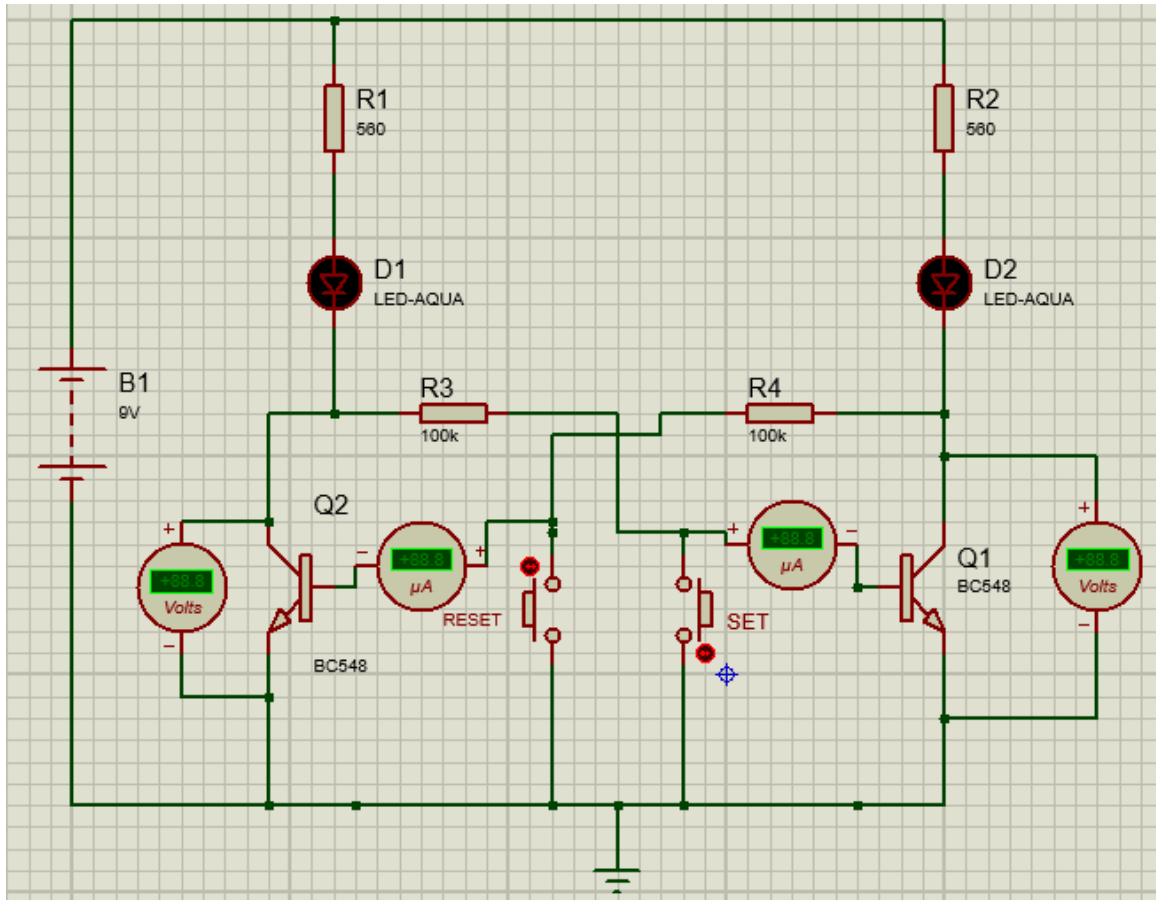 R1
560
R2
560
D1
LED-AQUA
D2
LED-AQUA
B1
9V
R3
100k
R4
100k
Q2
+
+88.8
Volts
-
BC548
-
+88.8
+
µA
RESET
SET
+
+88.8
-
µA
Q1
BC548
+
+88.8
Volts
-